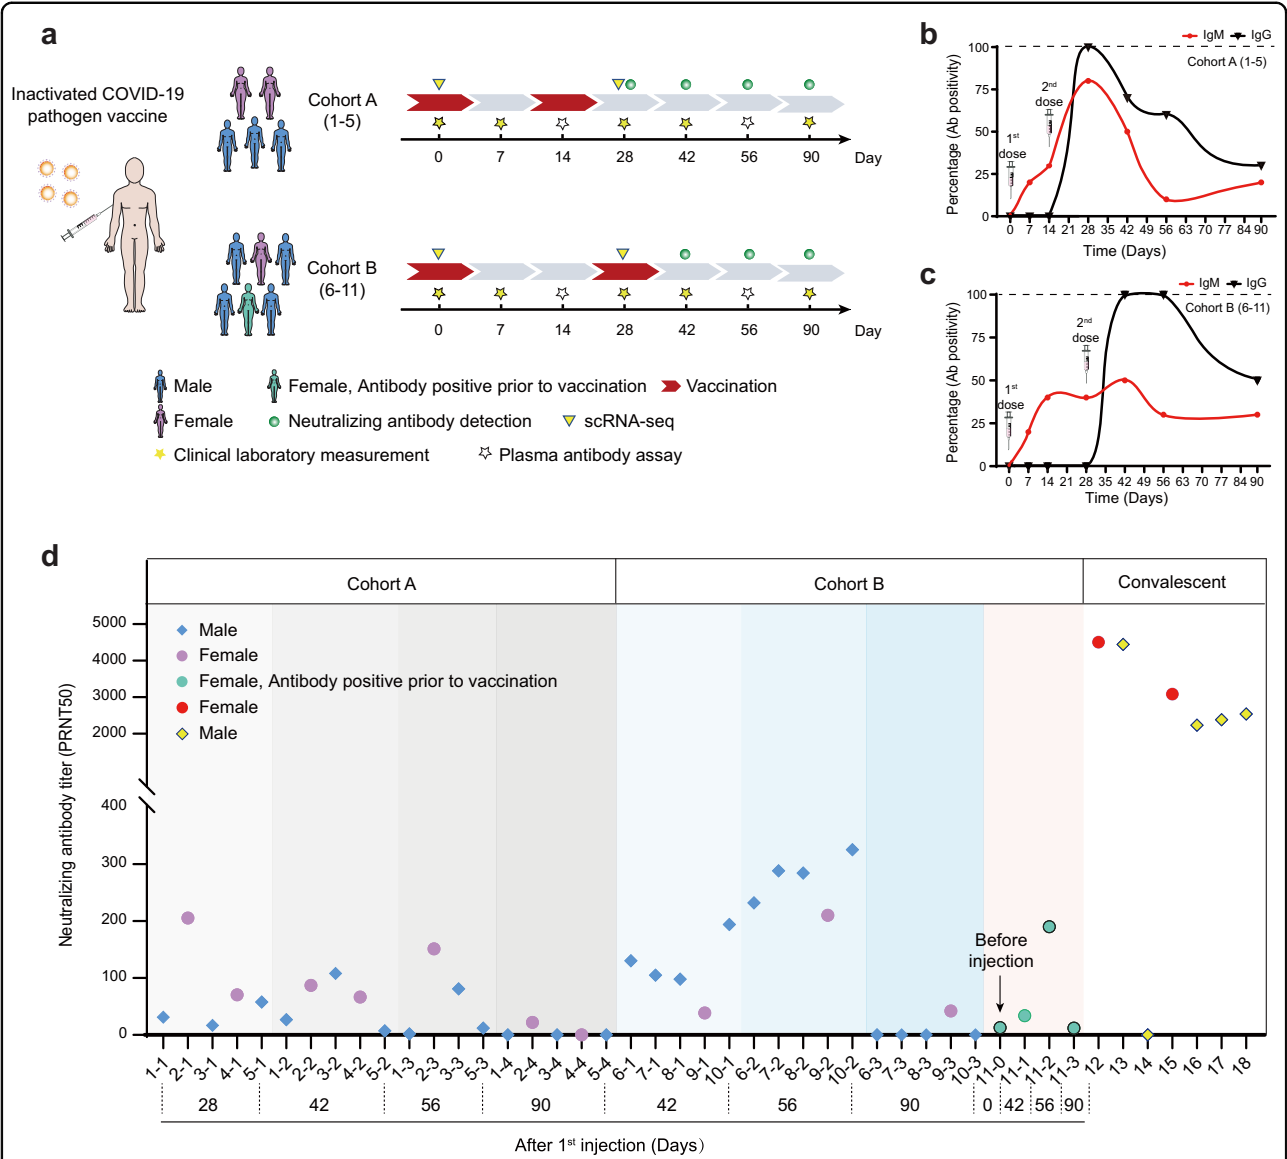 a
Inactivated COVID-19
pathogen vaccine
Cohort A
(1-5)
0 7 14 28 42 56 90 Day
Cohort B
(6-11)
0 7 14 28 42 56 90 Day
Male
Female, Antibody positive prior to vaccination
Vaccination
Female
Neutralizing antibody detection
scRNA-seq
Clinical laboratory measurement
Plasma antibody assay
b
IgM IgG
Cohort A (1-5)
Percentage (Ab positivity)
100
75
50
25
0
1st
dose
2nd
dose
0 7 14 21 28 35 42 49 56 63 70 77 84 90
Time (Days)
c
IgM IgG
Cohort B (6-11)
Percentage (Ab positivity)
100
75
50
25
0
1st
dose
2nd
dose
0 7 14 21 28 35 42 49 56 63 70 77 84 90
Time (Days)
d
Cohort A Cohort B Convalescent
Neutralizing antibody titer (PRNT50)
5000
4000
3000
2000
400
300
200
100
0
Male
Female
Female, Antibody positive prior to vaccination
Female
Male
Before
injection
1-1 2-1 3-1 4-1 5-1 1-2 2-2 3-2 4-2 5-2 1-3 2-3 3-3 5-3 1-4 2-4 3-4 4-4 5-4 6-1 7-1 8-1 9-1 10-1 6-2 7-2 8-2 9-2 10-2 6-3 7-3 8-3 9-3 10-3 11-0 11-1 11-2 11-3 12 13 14 15 16 17 18
28 42 56 90 42 56 90 0 42 56 90
After 1st injection (Days)